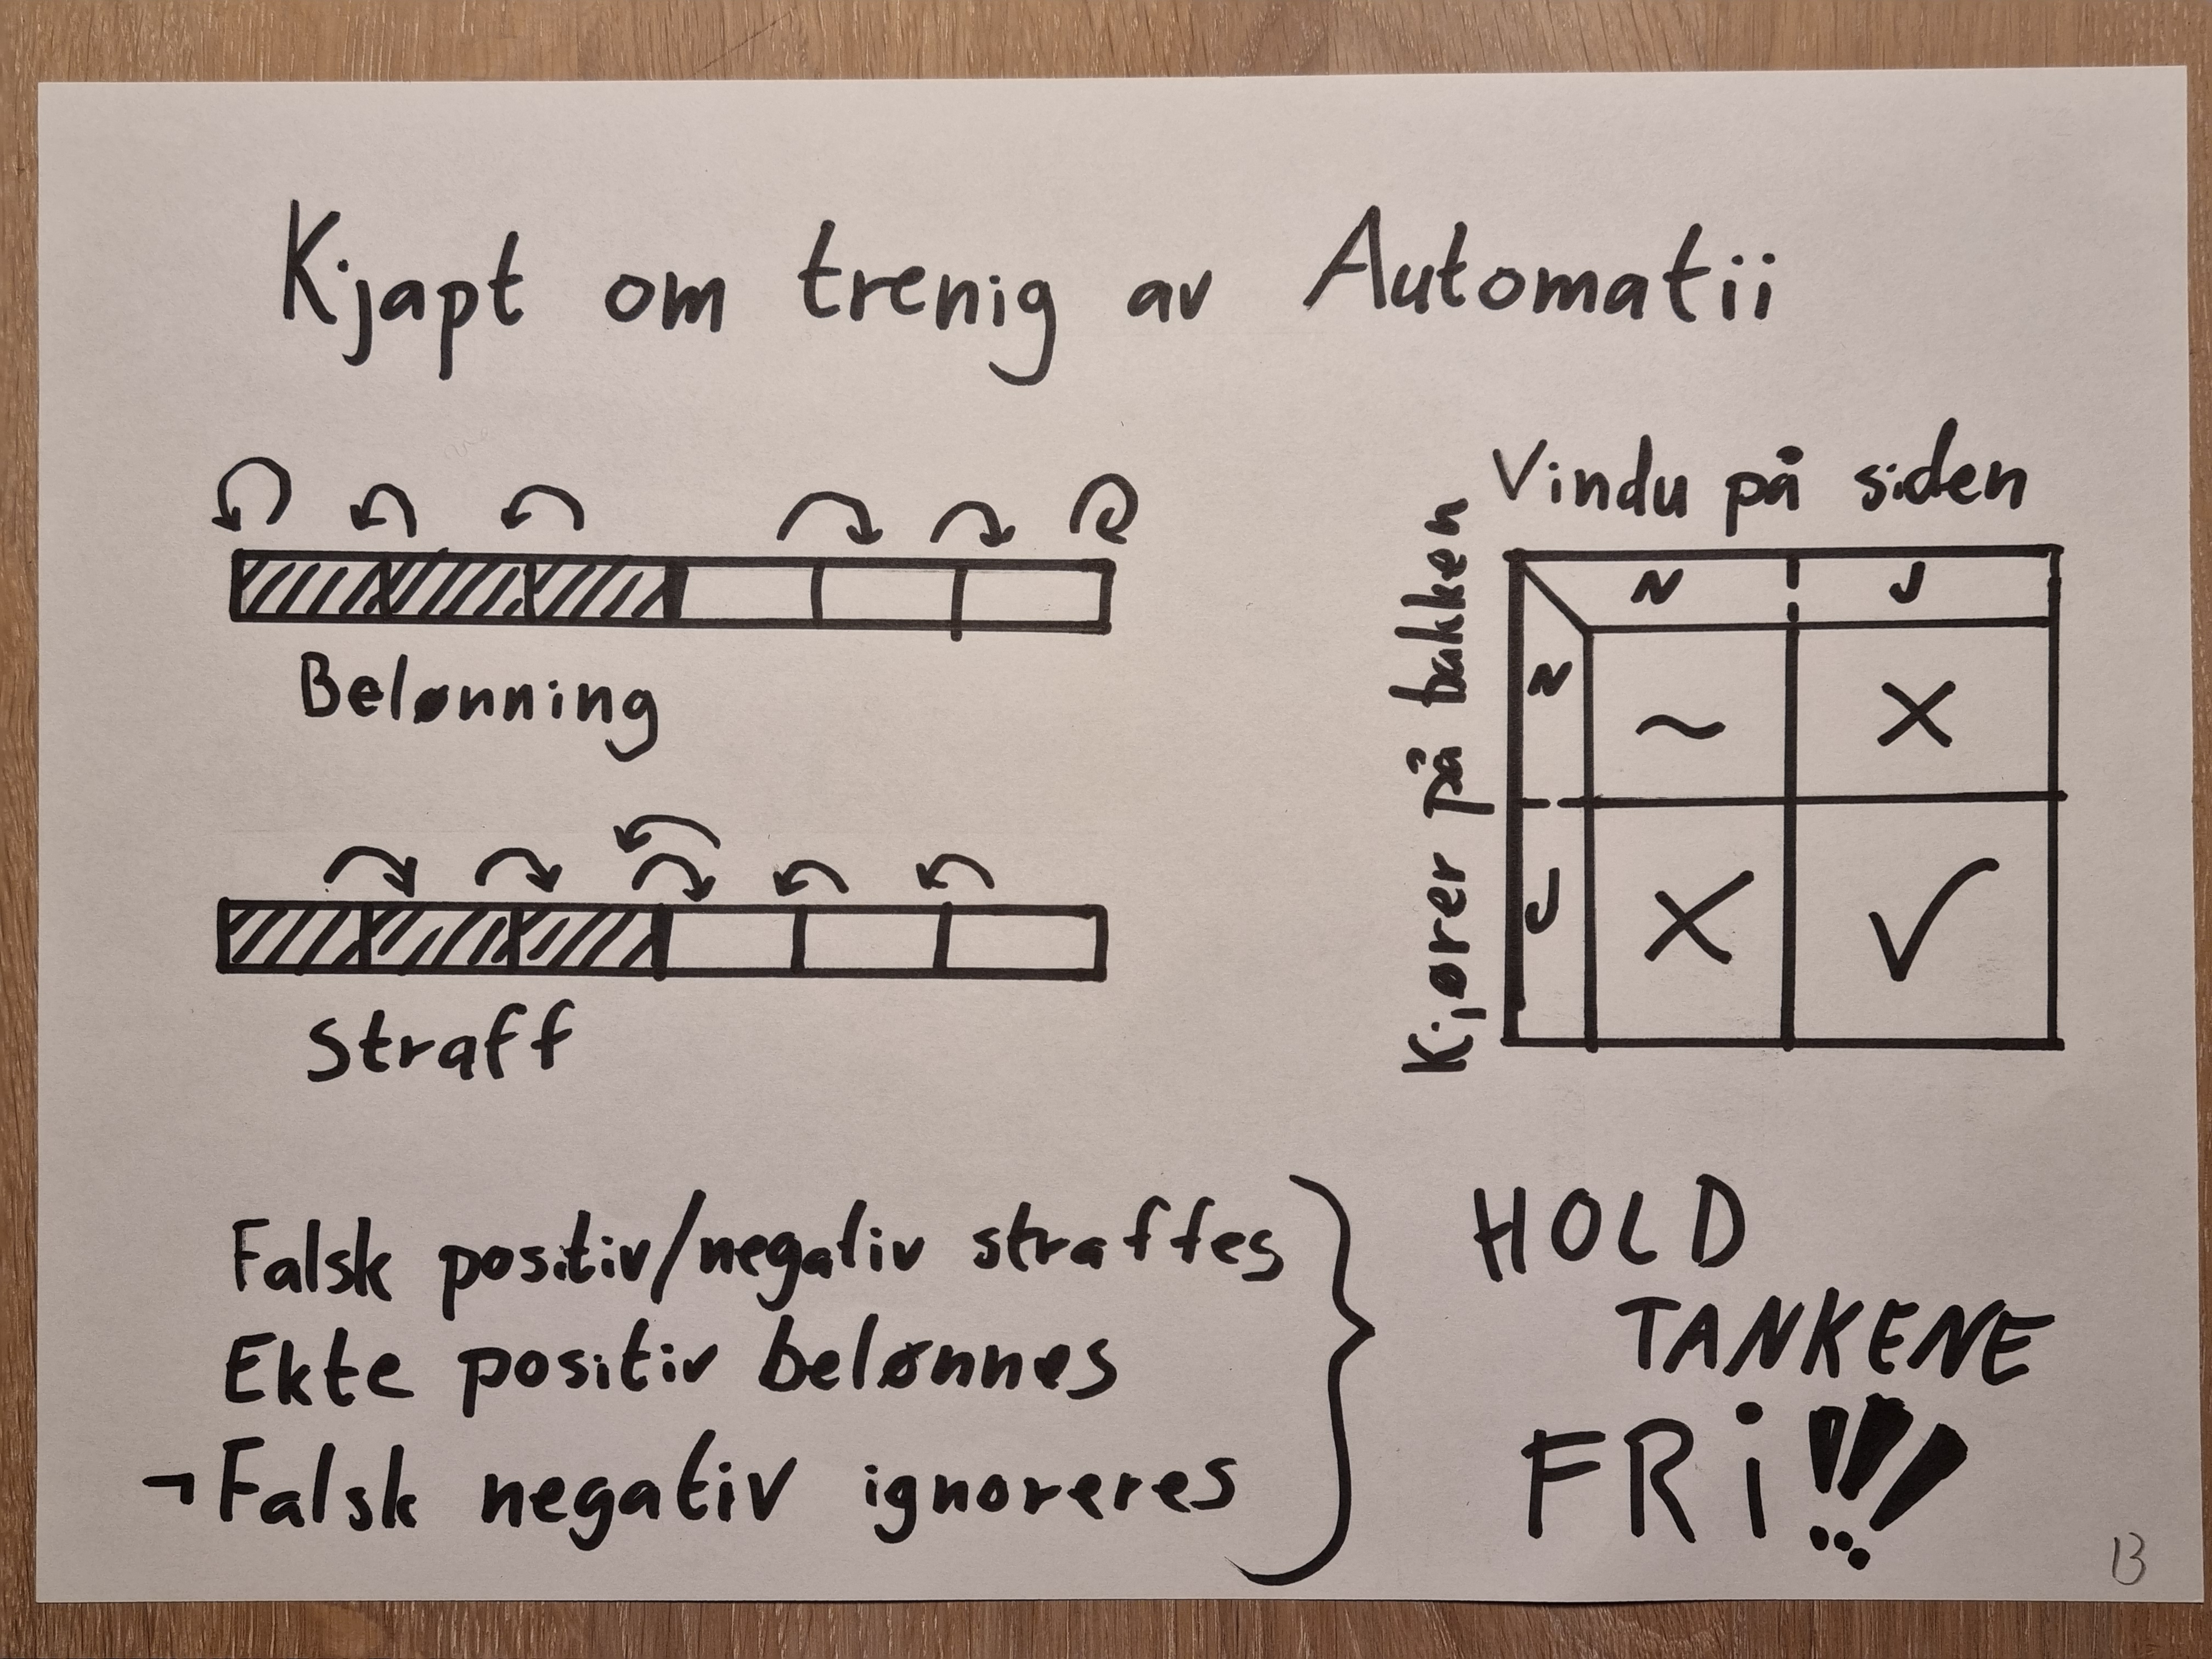 Kjapt om trenig av Automatii
Belønning
Straff
Vindu på siden
Kjører på bakken
N J
N ~ X
J X ✓
Falsk positiv/negativ straffes
Ekte positiv belønnes
¬Falsk negativ ignoreres
HOLD
TANKENE
FRi!!!
13